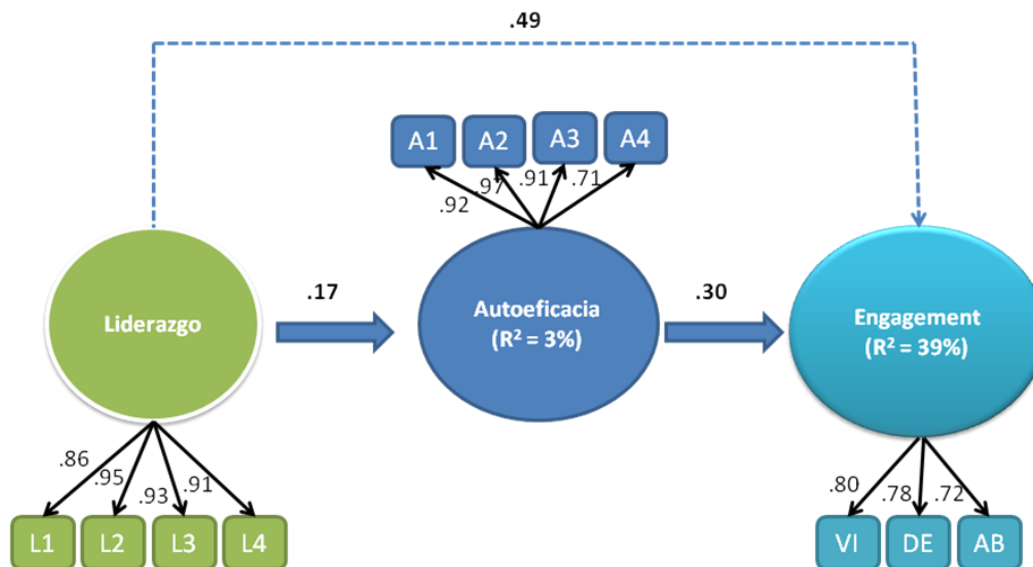 .49
A1
A2
A3
A4
.92
.97
.91
.71
Liderazgo
.17
Autoeficacia
(R² = 3%)
.30
Engagement
(R² = 39%)
.86
.95
.93
.91
.80
.78
.72
L1
L2
L3
L4
VI
DE
AB